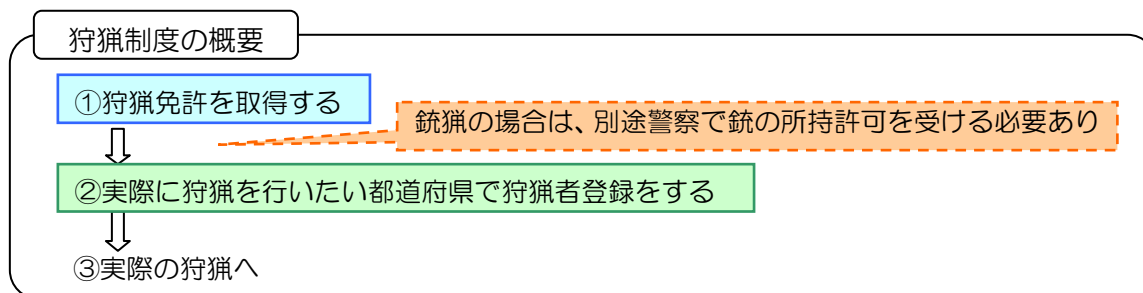 狩猟制度の概要
①狩猟免許を取得する
銃猟の場合は、別途警察で銃の所持許可を受ける必要あり
②実際に狩猟を行いたい都道府県で狩猟者登録をする
③実際の狩猟へ